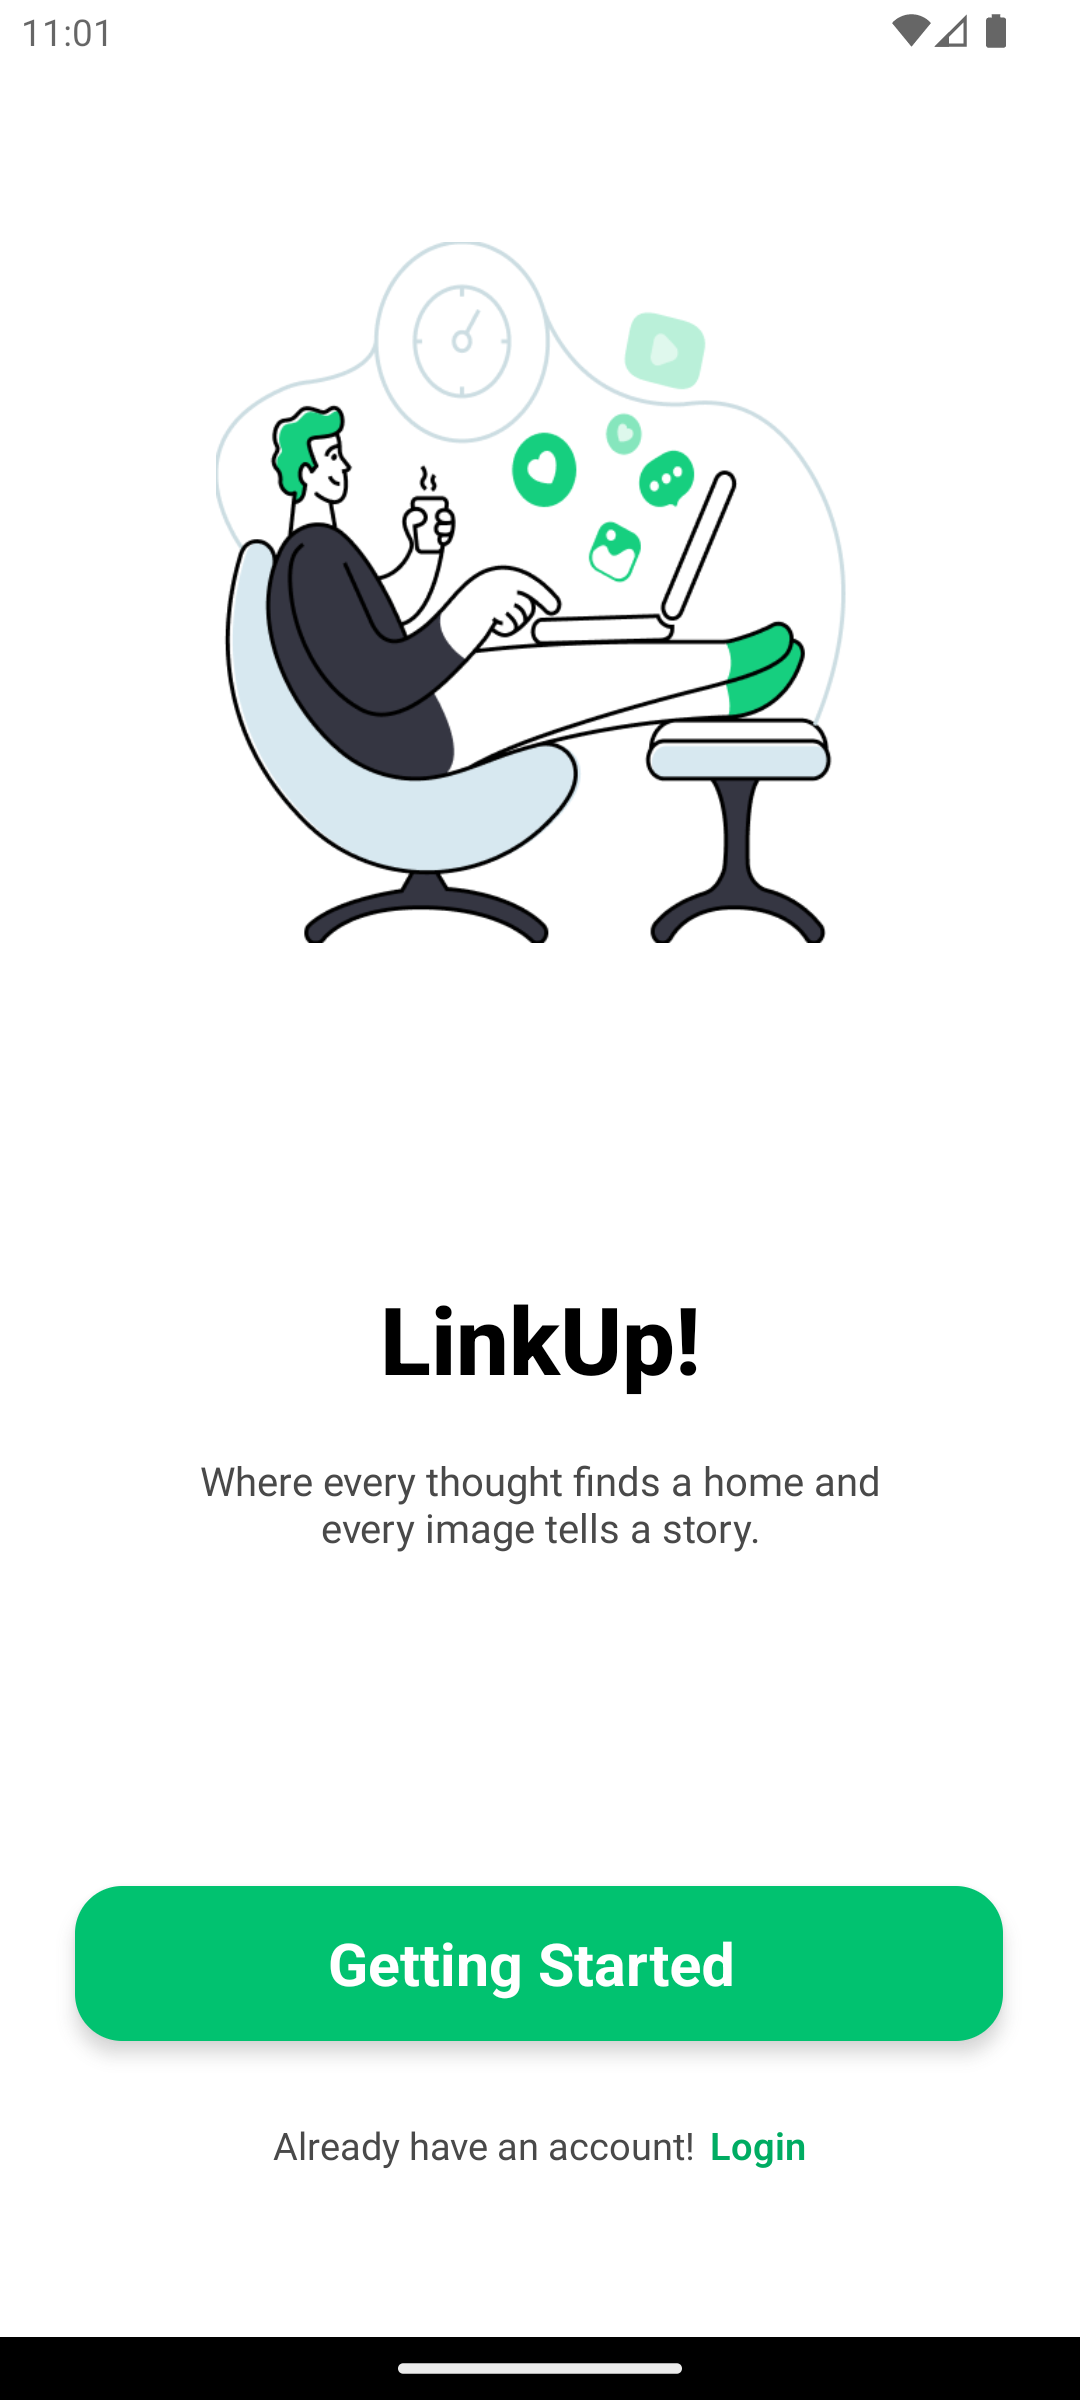 11:01
LinkUp!
Where every thought finds a home and
every image tells a story.
Getting Started
Already have an account! Login